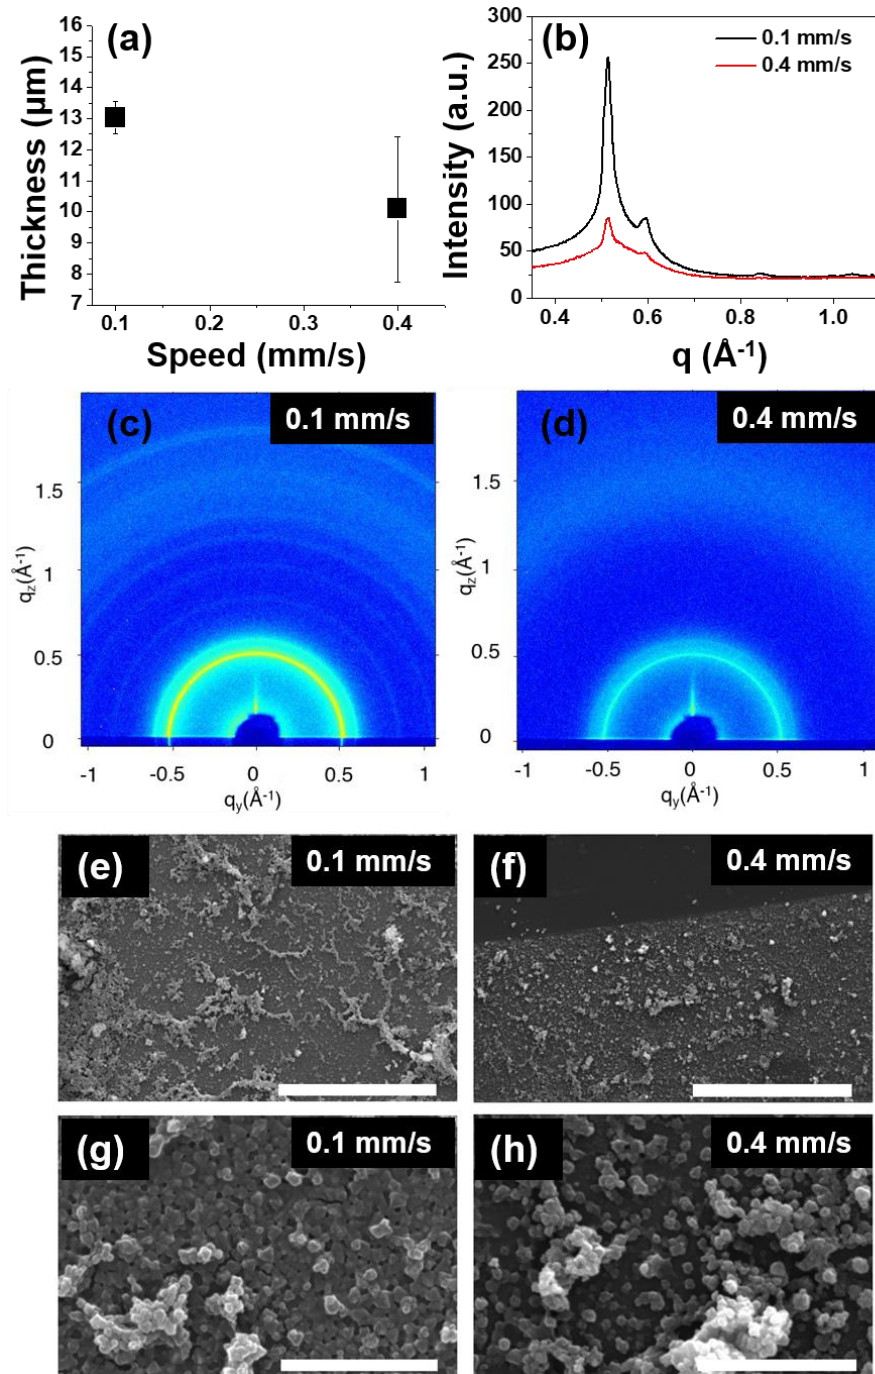 (a)
16
15
14
13
12
11
10
9
8
7
Thickness (µm)
0.1 0.2 0.3 0.4
Speed (mm/s)
(b)
0.1 mm/s
0.4 mm/s
300
250
200
150
100
50
0
Intensity (a.u.)
0.4 0.6 0.8 1.0
q (Å⁻¹)
(c)
0.1 mm/s
1.5
1
0.5
0
qz(Å⁻¹)
-1 -0.5 0 0.5 1
qy(Å⁻¹)
(d)
0.4 mm/s
1.5
1
0.5
0
qz(Å⁻¹)
-1 -0.5 0 0.5 1
qy(Å⁻¹)
(e)
0.1 mm/s
(f)
0.4 mm/s
(g)
0.1 mm/s
(h)
0.4 mm/s